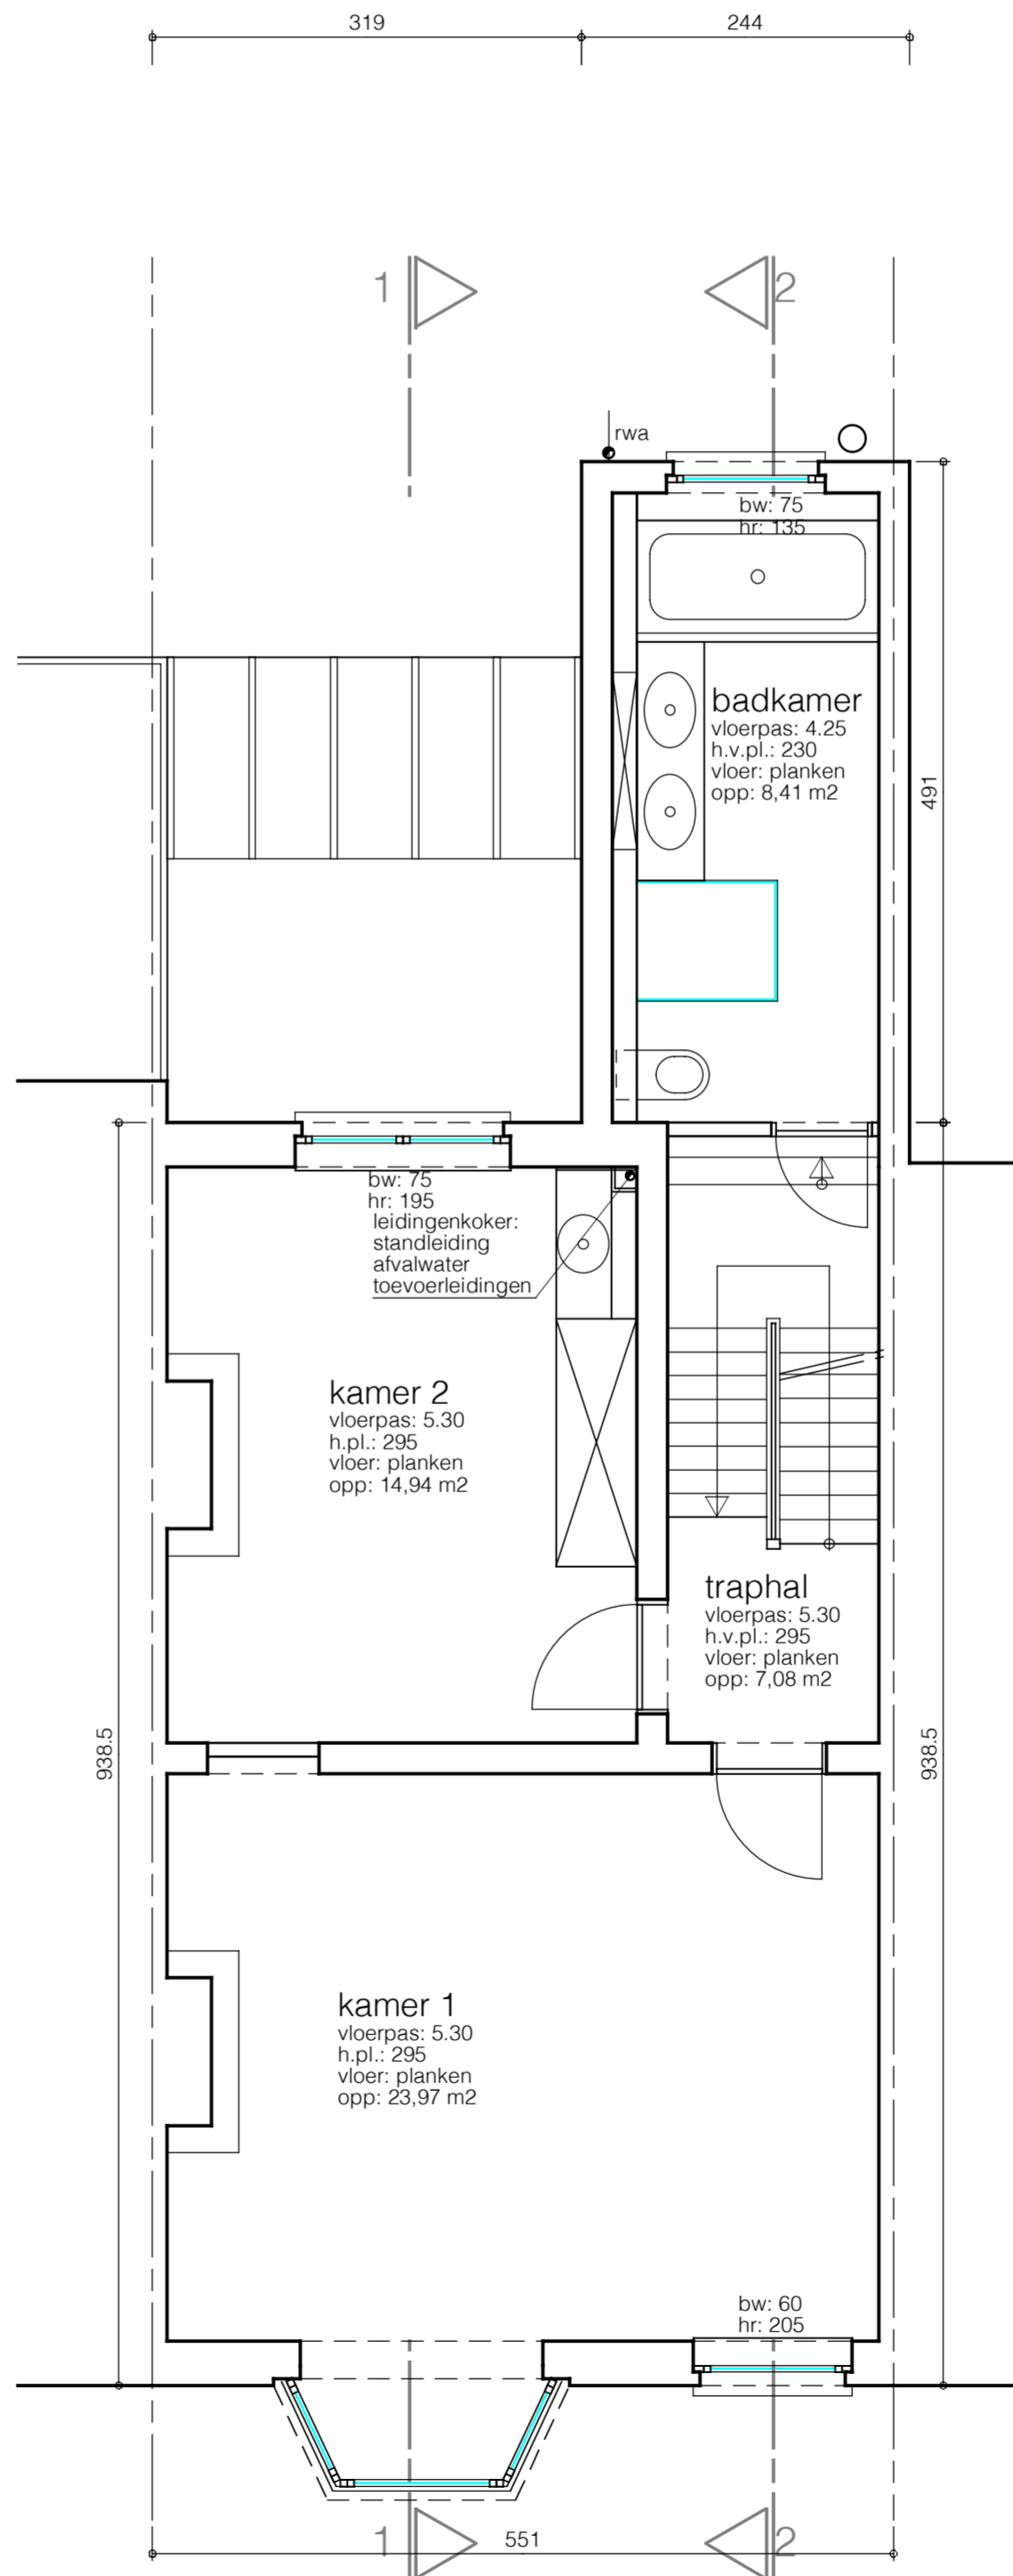 319
244
1
2
rwa
bw: 75
hr: 135
badkamer
vloerpas: 4.25
h.v.pl.: 230
vloer: planken
opp: 8,41 m2
491
bw: 75
hr: 195
leidingenkoker:
standleiding
afvalwater
toevoerleidingen
kamer 2
vloerpas: 5.30
h.pl.: 295
vloer: planken
opp: 14,94 m2
traphal
vloerpas: 5.30
h.v.pl.: 295
vloer: planken
opp: 7,08 m2
938.5
938.5
kamer 1
vloerpas: 5.30
h.pl.: 295
vloer: planken
opp: 23,97 m2
bw: 60
hr: 205
1
551
2